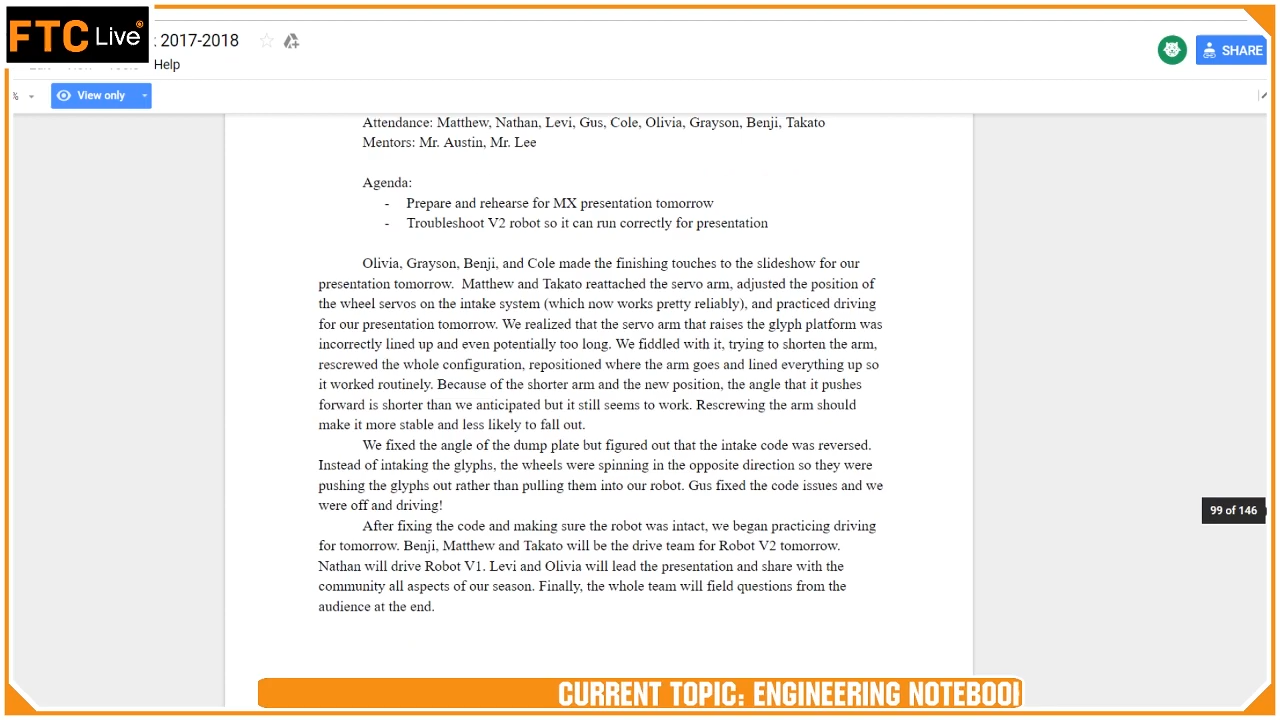 FTC Live
: 2017-2018
Help
SHARE
%
View only
Attendance: Matthew, Nathan, Levi, Gus, Cole, Olivia, Grayson, Benji, Takato
Mentors: Mr. Austin, Mr. Lee
Agenda:
- Prepare and rehearse for MX presentation tomorrow
- Troubleshoot V2 robot so it can run correctly for presentation
Olivia, Grayson, Benji, and Cole made the finishing touches to the slideshow for our
presentation tomorrow.  Matthew and Takato reattached the servo arm, adjusted the position of
the wheel servos on the intake system (which now works pretty reliably), and practiced driving
for our presentation tomorrow. We realized that the servo arm that raises the glyph platform was
incorrectly lined up and even potentially too long. We fiddled with it, trying to shorten the arm,
rescrewed the whole configuration, repositioned where the arm goes and lined everything up so
it worked routinely. Because of the shorter arm and the new position, the angle that it pushes
forward is shorter than we anticipated but it still seems to work. Rescrewing the arm should
make it more stable and less likely to fall out.
We fixed the angle of the dump plate but figured out that the intake code was reversed.
Instead of intaking the glyphs, the wheels were spinning in the opposite direction so they were
pushing the glyphs out rather than pulling them into our robot. Gus fixed the code issues and we
were off and driving!
After fixing the code and making sure the robot was intact, we began practicing driving
for tomorrow. Benji, Matthew and Takato will be the drive team for Robot V2 tomorrow.
Nathan will drive Robot V1. Levi and Olivia will lead the presentation and share with the
community all aspects of our season. Finally, the whole team will field questions from the
audience at the end.
99 of 146
CURRENT TOPIC: ENGINEERING NOTEBOO